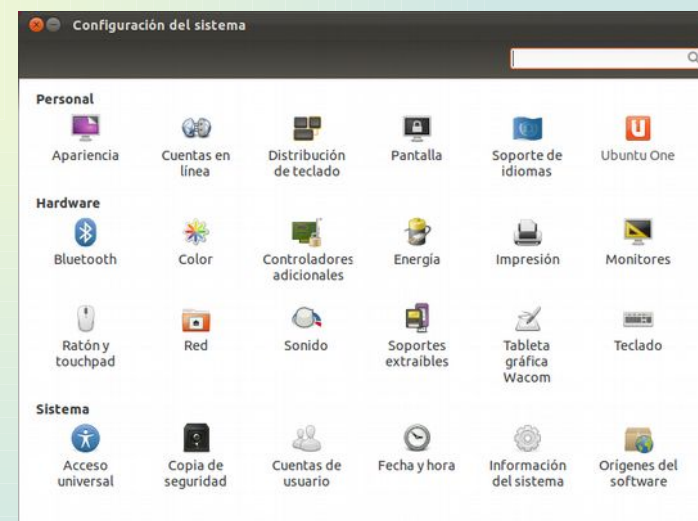 Configuración del sistema
Personal
Apariencia
Cuentas en
línea
Distribución
de teclado
Pantalla
Soporte de
idiomas
Ubuntu One
Hardware
Bluetooth
Color
Controladores
adicionales
Energía
Impresión
Monitores
Ratón y
touchpad
Red
Sonido
Soportes
extraíbles
Tableta
gráfica
Wacom
Teclado
Sistema
Acceso
universal
Copia de
seguridad
Cuentas de
usuario
Fecha y hora
Información
del sistema
Orígenes del
software